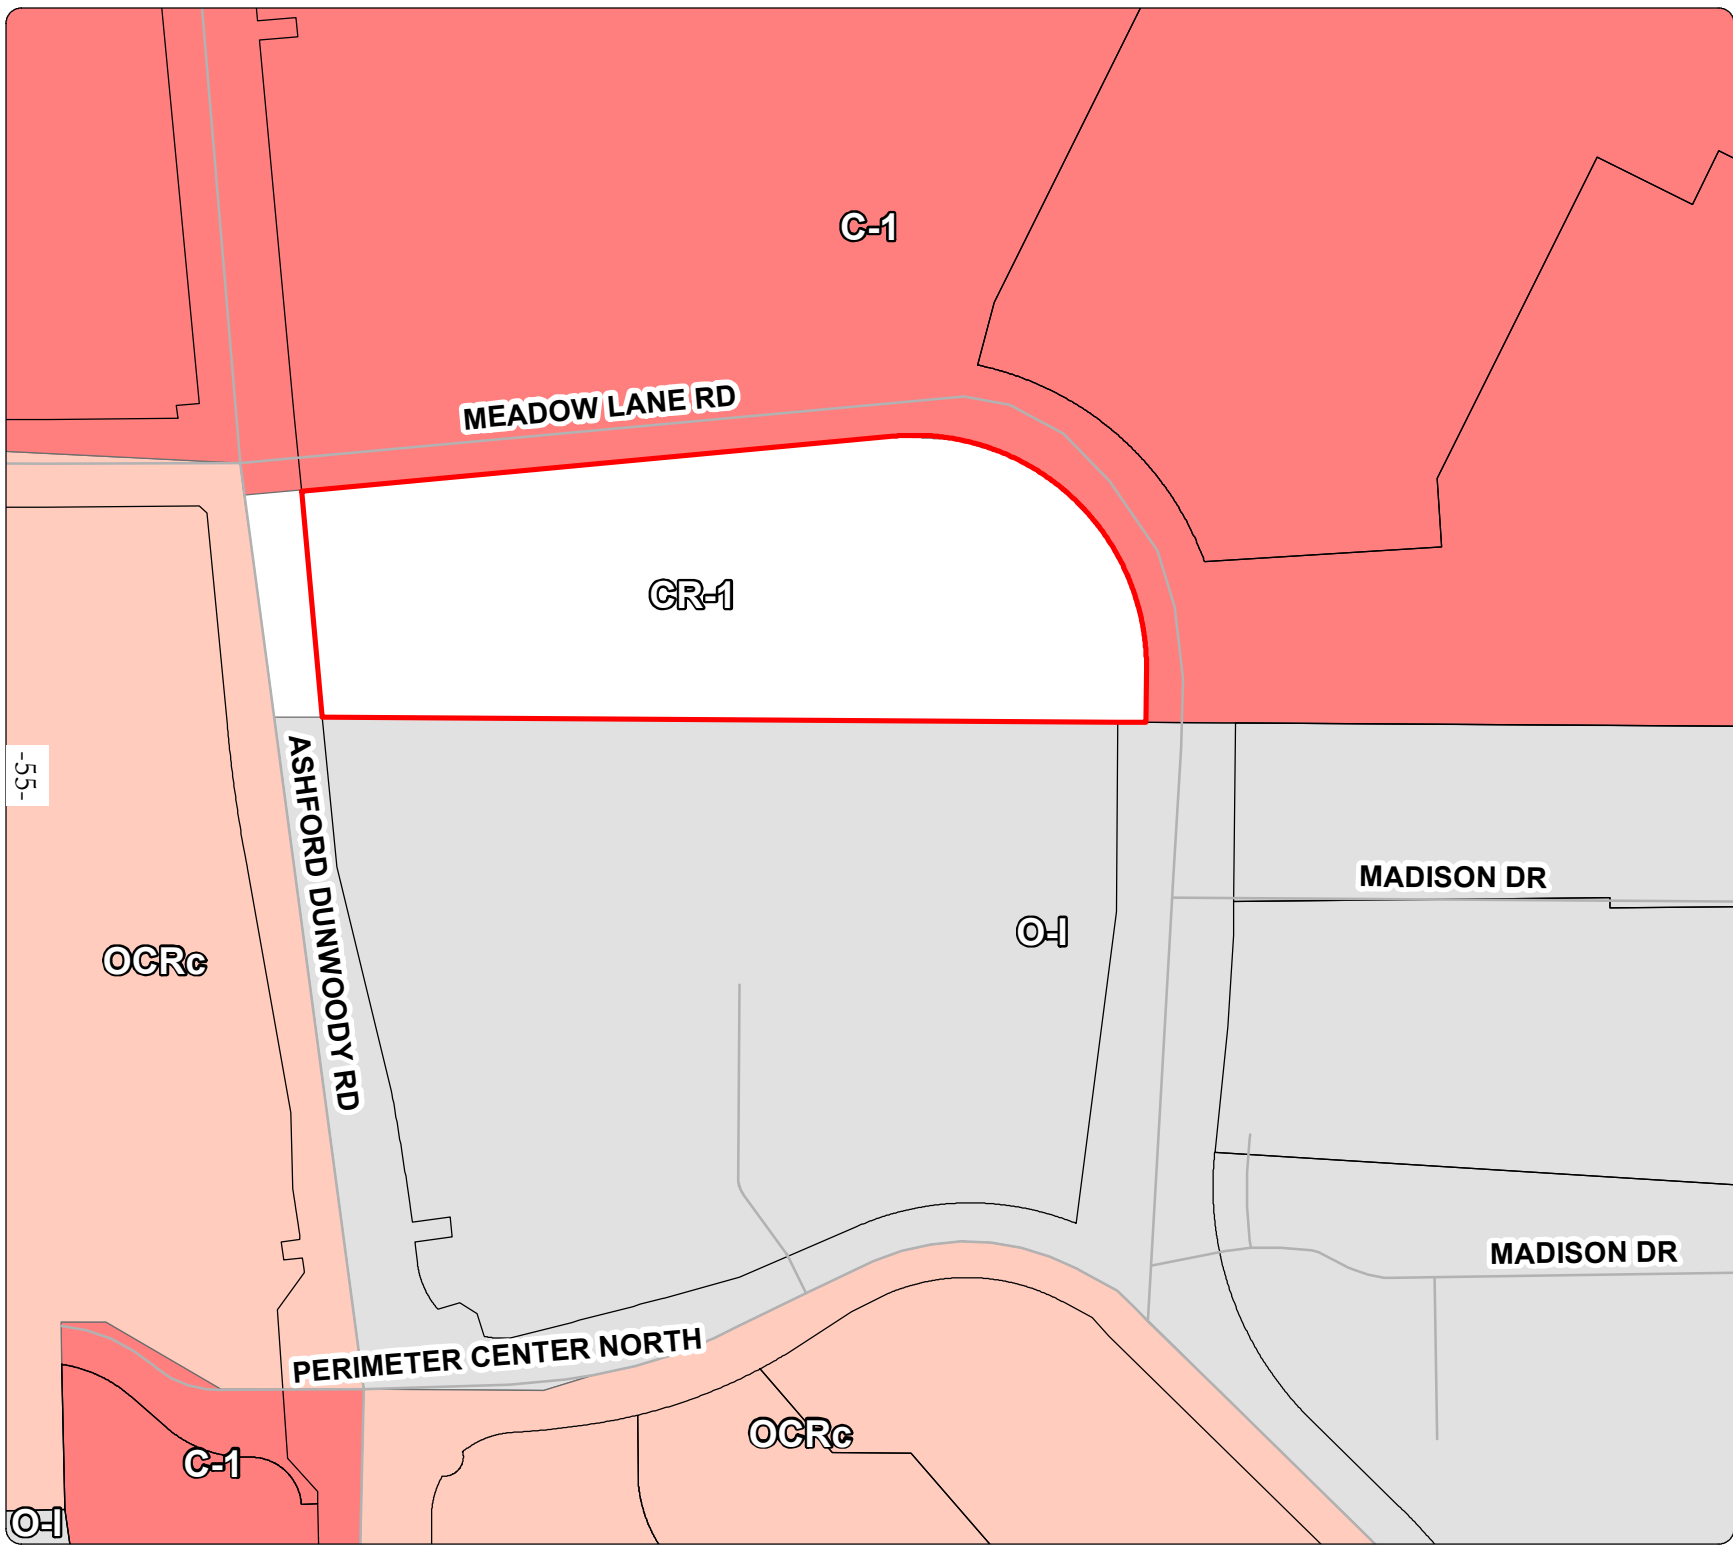 C-1
MEADOW LANE RD
CR-1
-55-
ASHFORD DUNWOODY RD
MADISON DR
O-I
OCRc
MADISON DR
PERIMETER CENTER NORTH
OCRc
C-1
O-I